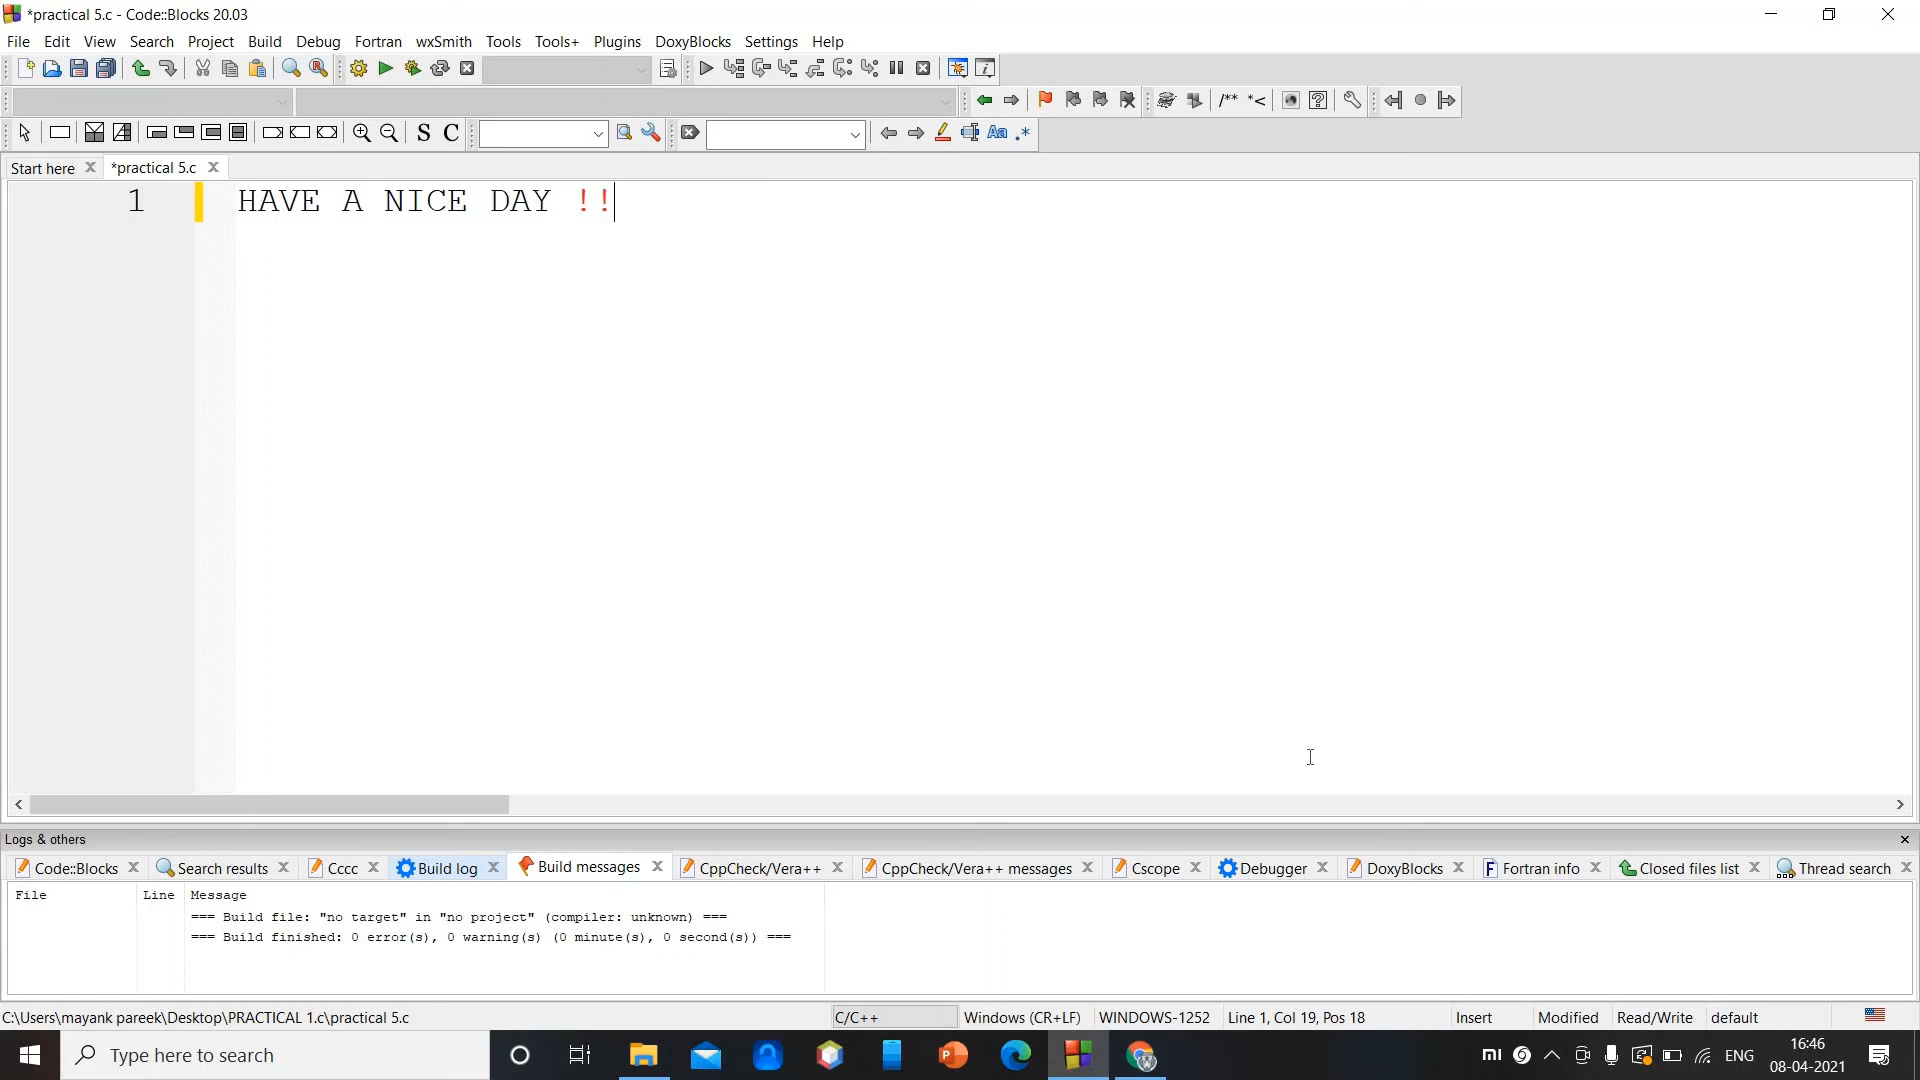 *practical 5.c - Code::Blocks 20.03
File Edit View Search Project Build Debug Fortran wxSmith Tools Tools+ Plugins DoxyBlocks Settings Help
/** *<
S C Aa .*
Start here *practical 5.c
1 HAVE A NICE DAY !!
Logs & others
Code::Blocks Search results Cccc Build log Build messages CppCheck/Vera++ CppCheck/Vera++ messages Cscope Debugger DoxyBlocks Fortran info Closed files list Thread search
File Line Message
=== Build file: "no target" in "no project" (compiler: unknown) ===
=== Build finished: 0 error(s), 0 warning(s) (0 minute(s), 0 second(s)) ===
C:\Users\mayank pareek\Desktop\PRACTICAL 1.c\practical 5.c C/C++ Windows (CR+LF) WINDOWS-1252 Line 1, Col 19, Pos 18 Insert Modified Read/Write default
Type here to search ENG 16:46
08-04-2021